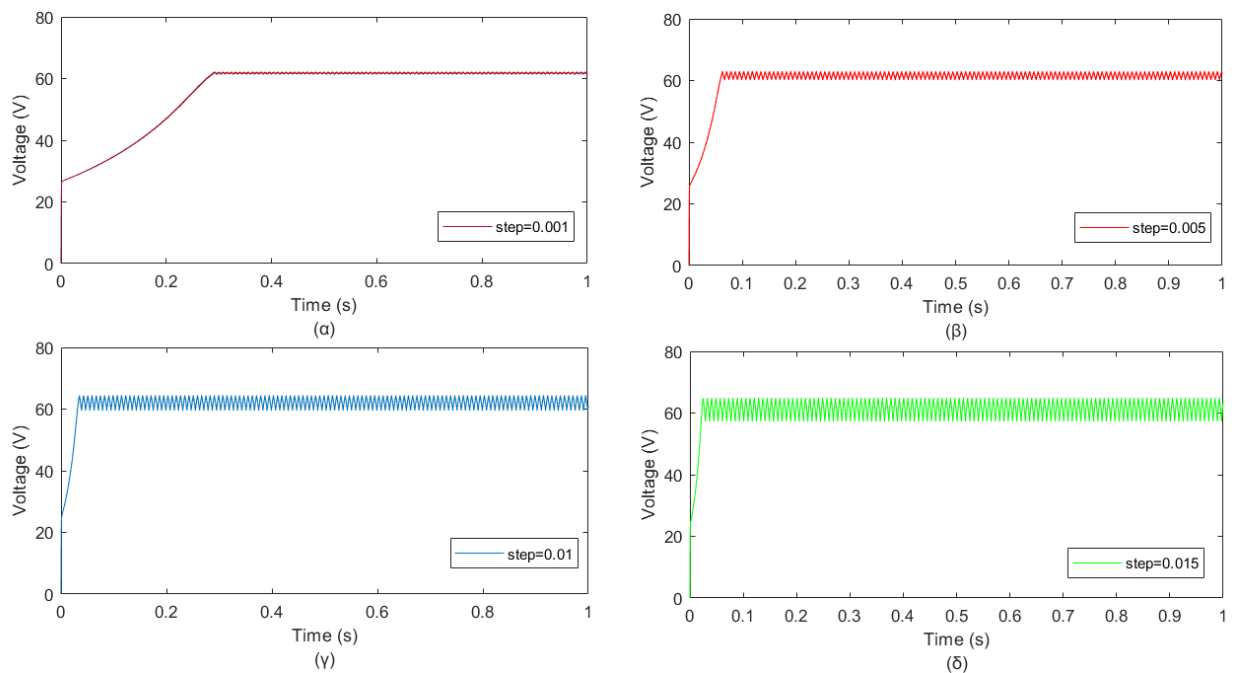 80
60
40
20
0
Voltage (V)
step=0.001
0 0.2 0.4 0.6 0.8 1
Time (s)
(α)
80
60
40
20
0
Voltage (V)
step=0.005
0 0.1 0.2 0.3 0.4 0.5 0.6 0.7 0.8 0.9 1
Time (s)
(β)
80
60
40
20
0
Voltage (V)
step=0.01
0 0.2 0.4 0.6 0.8 1
Time (s)
(γ)
80
60
40
20
0
Voltage (V)
step=0.015
0 0.1 0.2 0.3 0.4 0.5 0.6 0.7 0.8 0.9 1
Time (s)
(δ)